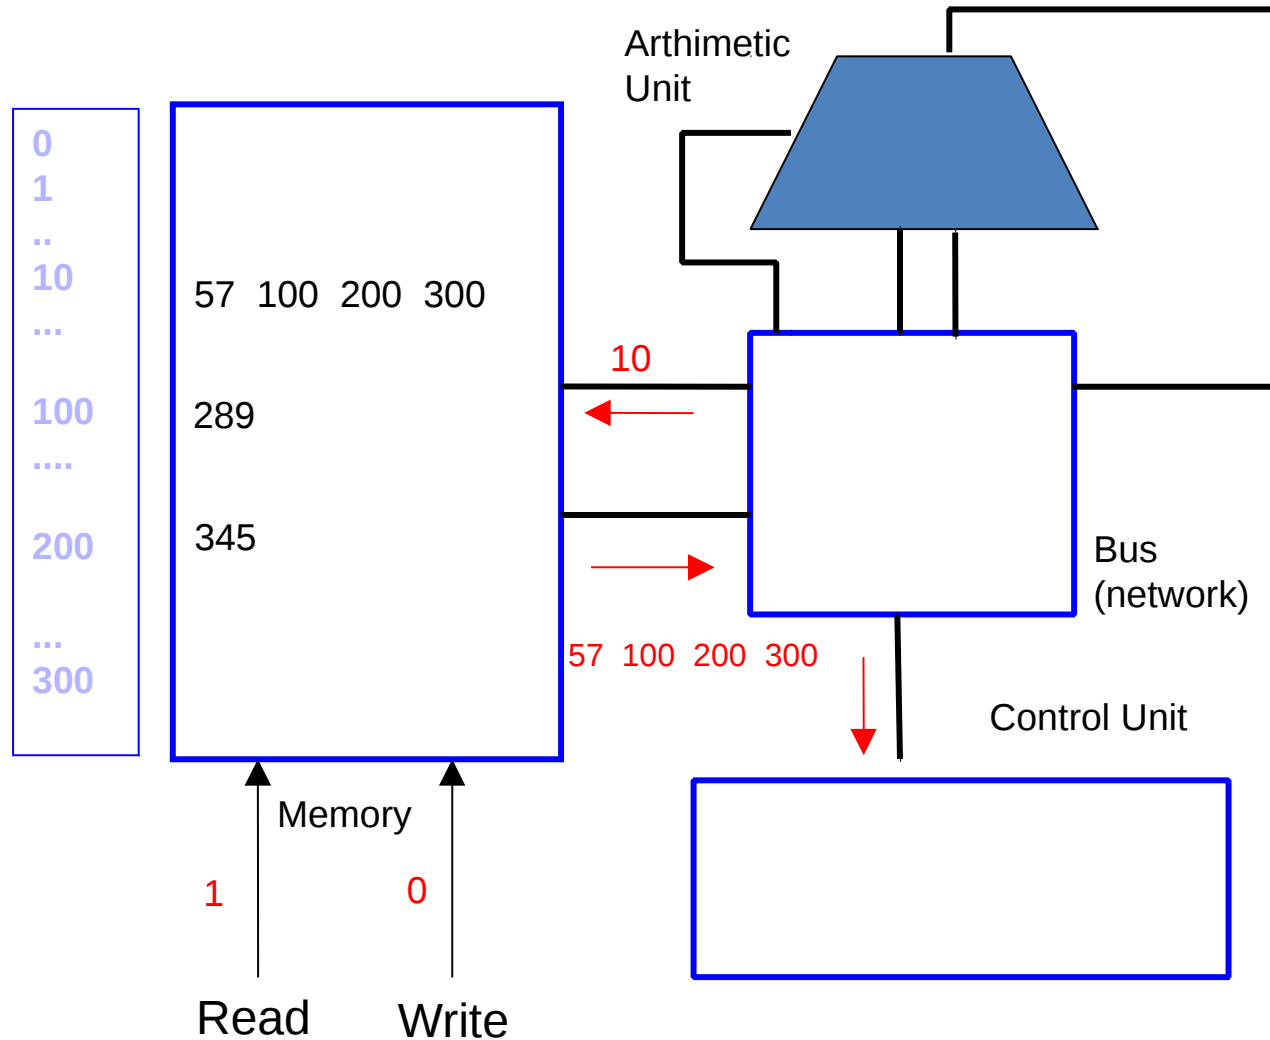 Arthimetic
Unit
0
1
..
10
...
100
....
200
...
300
57 100 200 300
289
345
10
57 100 200 300
Bus
(network)
Control Unit
Memory
1
0
Read
Write